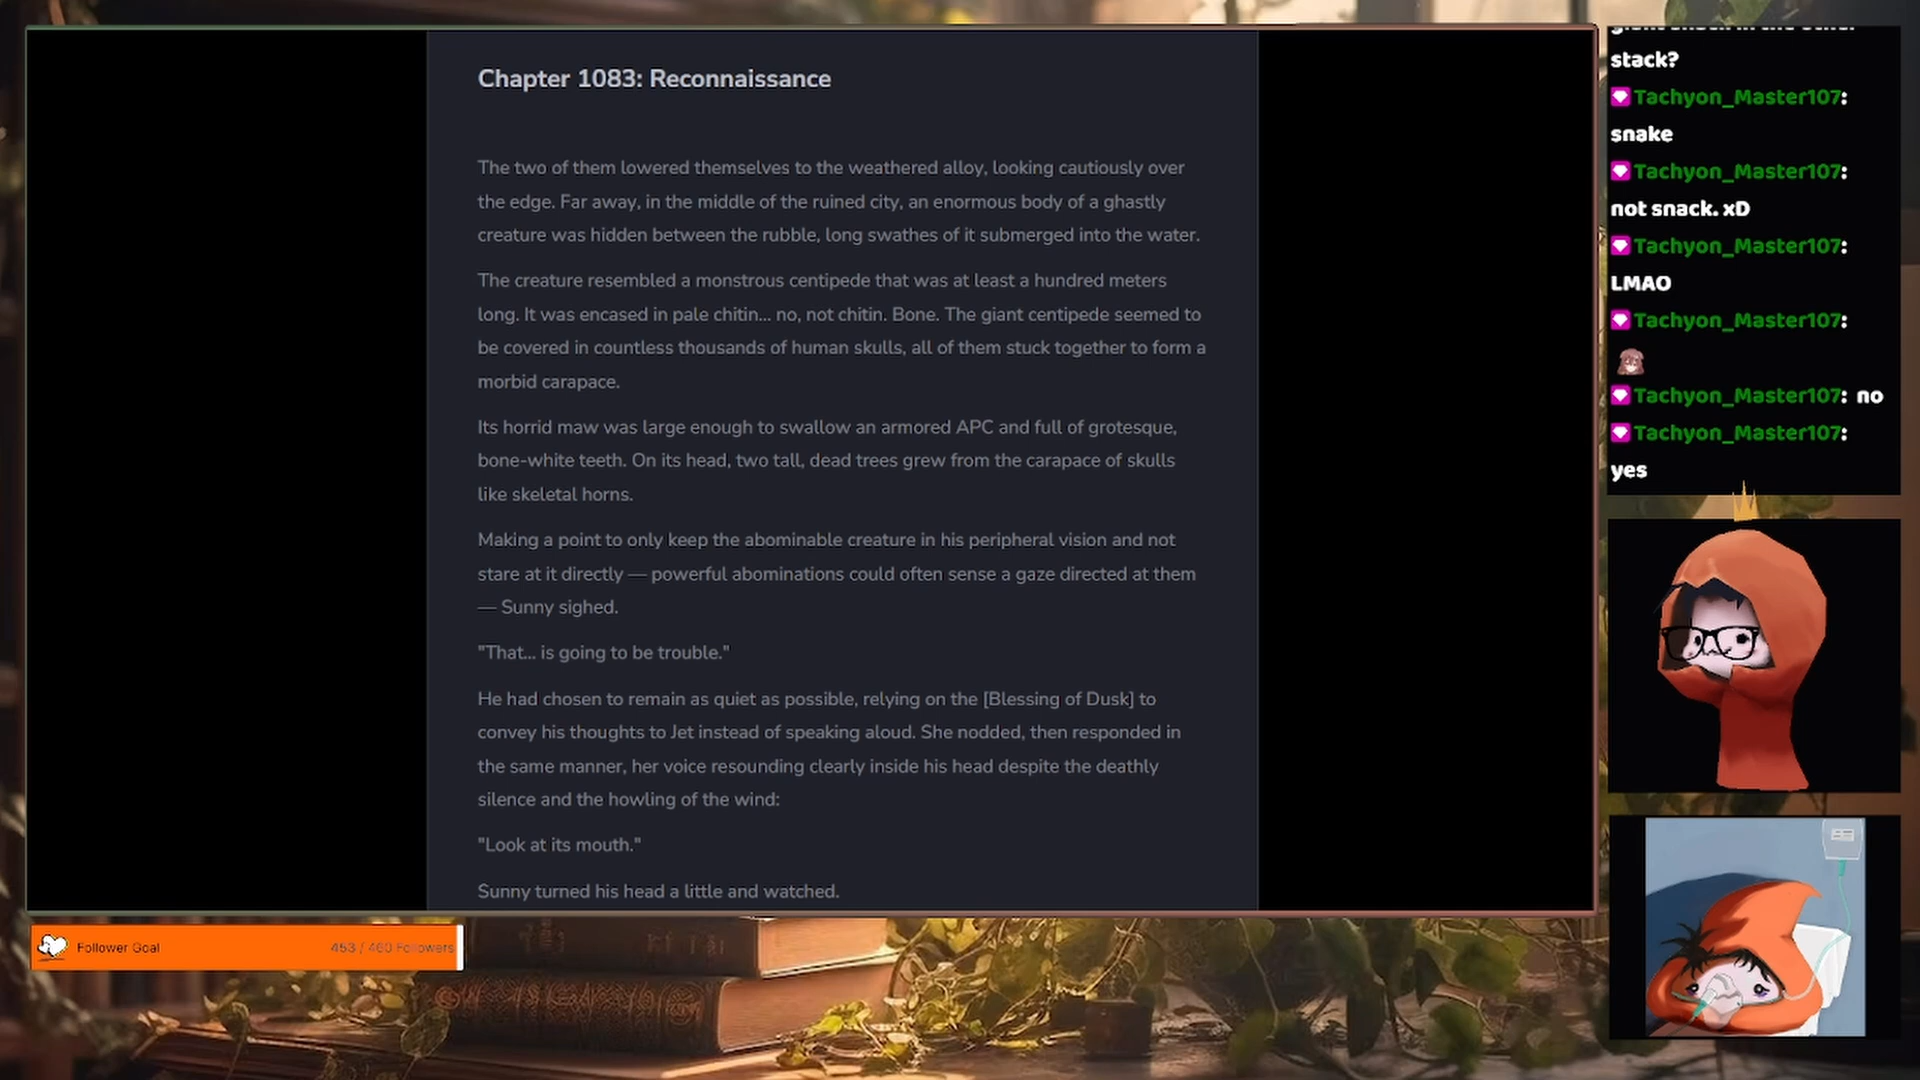 Chapter 1083: Reconnaissance
The two of them lowered themselves to the weathered alloy, looking cautiously over
the edge. Far away, in the middle of the ruined city, an enormous body of a ghastly
creature was hidden between the rubble, long swathes of it submerged into the water.
The creature resembled a monstrous centipede that was at least a hundred meters
long. It was encased in pale chitin... no, not chitin. Bone. The giant centipede seemed to
be covered in countless thousands of human skulls, all of them stuck together to form a
morbid carapace.
Its horrid maw was large enough to swallow an armored APC and full of grotesque,
bone-white teeth. On its head, two tall, dead trees grew from the carapace of skulls
like skeletal horns.
Making a point to only keep the abominable creature in his peripheral vision and not
stare at it directly — powerful abominations could often sense a gaze directed at them
— Sunny sighed.
"That... is going to be trouble."
He had chosen to remain as quiet as possible, relying on the [Blessing of Dusk] to
convey his thoughts to Jet instead of speaking aloud. She nodded, then responded in
the same manner, her voice resounding clearly inside his head despite the deathly
silence and the howling of the wind:
"Look at its mouth."
Sunny turned his head a little and watched.
stack?
Tachyon_Master107:
snake
Tachyon_Master107:
not snack. xD
Tachyon_Master107:
LMAO
Tachyon_Master107:
Tachyon_Master107: no
Tachyon_Master107:
yes
Follower Goal
453 / 460 Followers